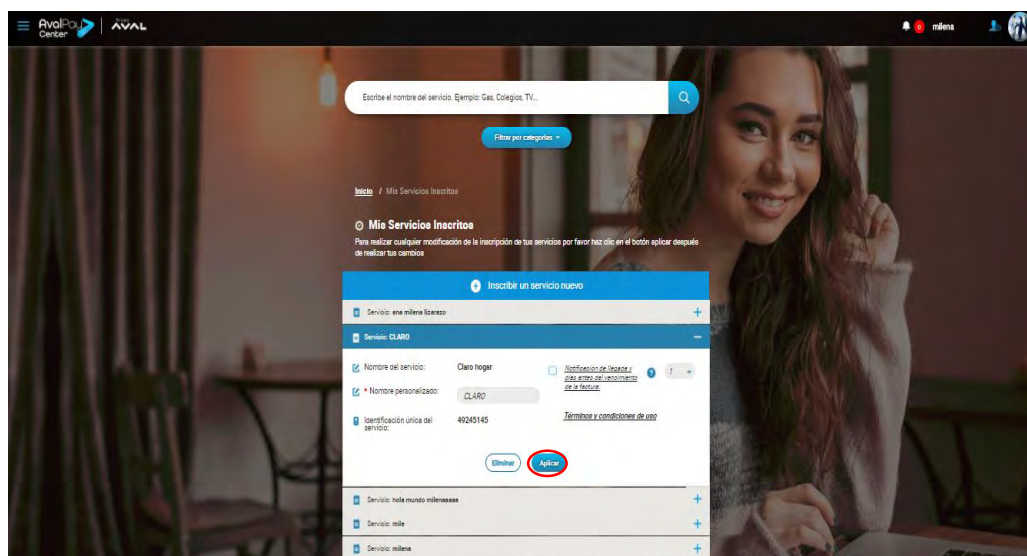 AvalPay
Center
Grupo
AVAL
0
milena
Escribe el nombre del servicio. Ejemplo: Gas, Colegios, TV...
Filtrar por categorías
Inicio / Mis Servicios Inscritos
Mis Servicios Inscritos
Para realizar cualquier modificación de la inscripción de tus servicios por favor haz clic en el botón aplicar después
de realizar tus cambios
Inscribir un servicio nuevo
Servicio: ana milena lizarazo
Servicio: CLARO
Nombre del servicio:
Claro hogar
* Nombre personalizado:
CLARO
Identificación única del
servicio:
49245145
Notificación de llegada y
días antes del vencimiento
de la factura:
?
1
Términos y condiciones de uso
Eliminar
Aplicar
Servicio: hola mundo milenaaaaa
Servicio: mile
Servicio: milena